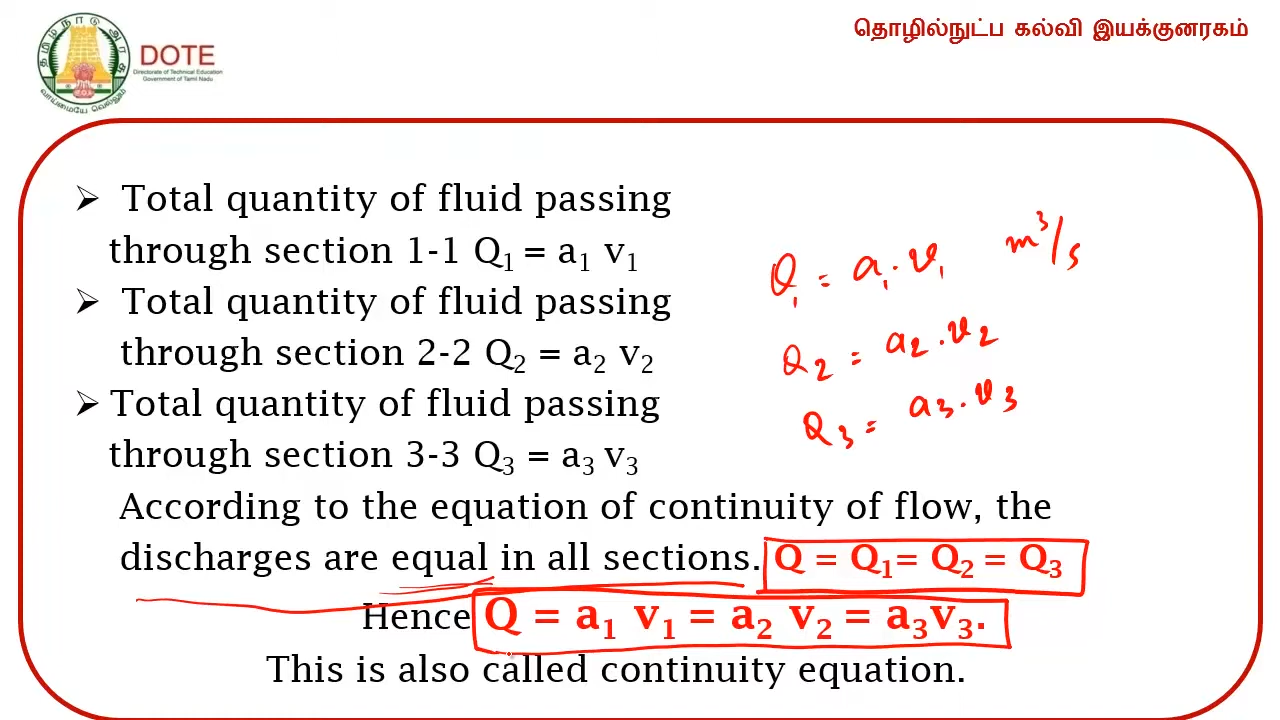 தொழில்நுட்ப கல்வி இயக்குனரகம்
DOTE
Directorate of Technical Education
Government of Tamil Nadu
➢ Total quantity of fluid passing
through section 1-1 Q₁ = a₁ v₁
➢ Total quantity of fluid passing
through section 2-2 Q₂ = a₂ v₂
➢ Total quantity of fluid passing
through section 3-3 Q₃ = a₃ v₃
Q₁ = a₁ . v₁ m³/s
Q₂ = a₂ . v₂
Q₃ = a₃ . v₃
According to the equation of continuity of flow, the
discharges are equal in all sections. Q = Q₁= Q₂ = Q₃
Hence Q = a₁ v₁ = a₂ v₂ = a₃v₃.
This is also called continuity equation.